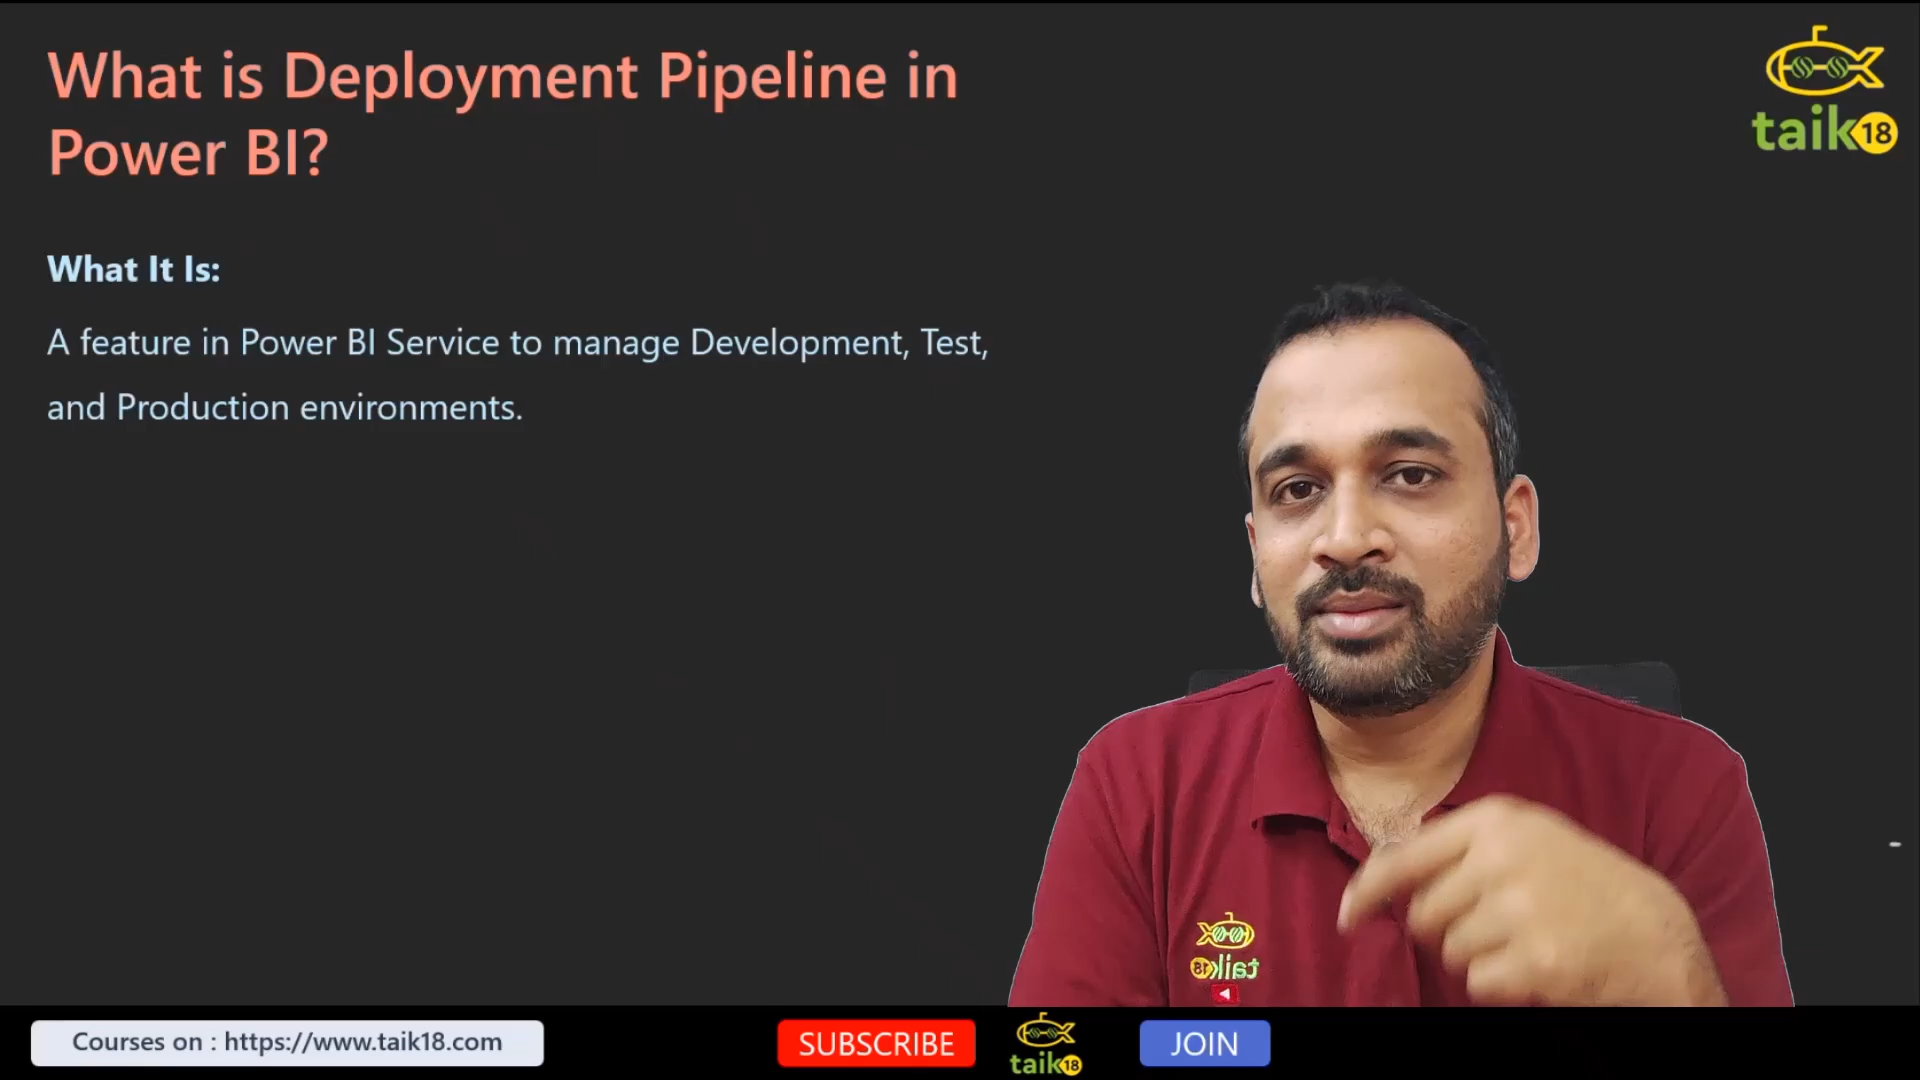 What is Deployment Pipeline in
Power BI?
taik18
What It Is:
A feature in Power BI Service to manage Development, Test,
and Production environments.
taik18
Courses on : https://www.taik18.com
SUBSCRIBE
taik18
JOIN